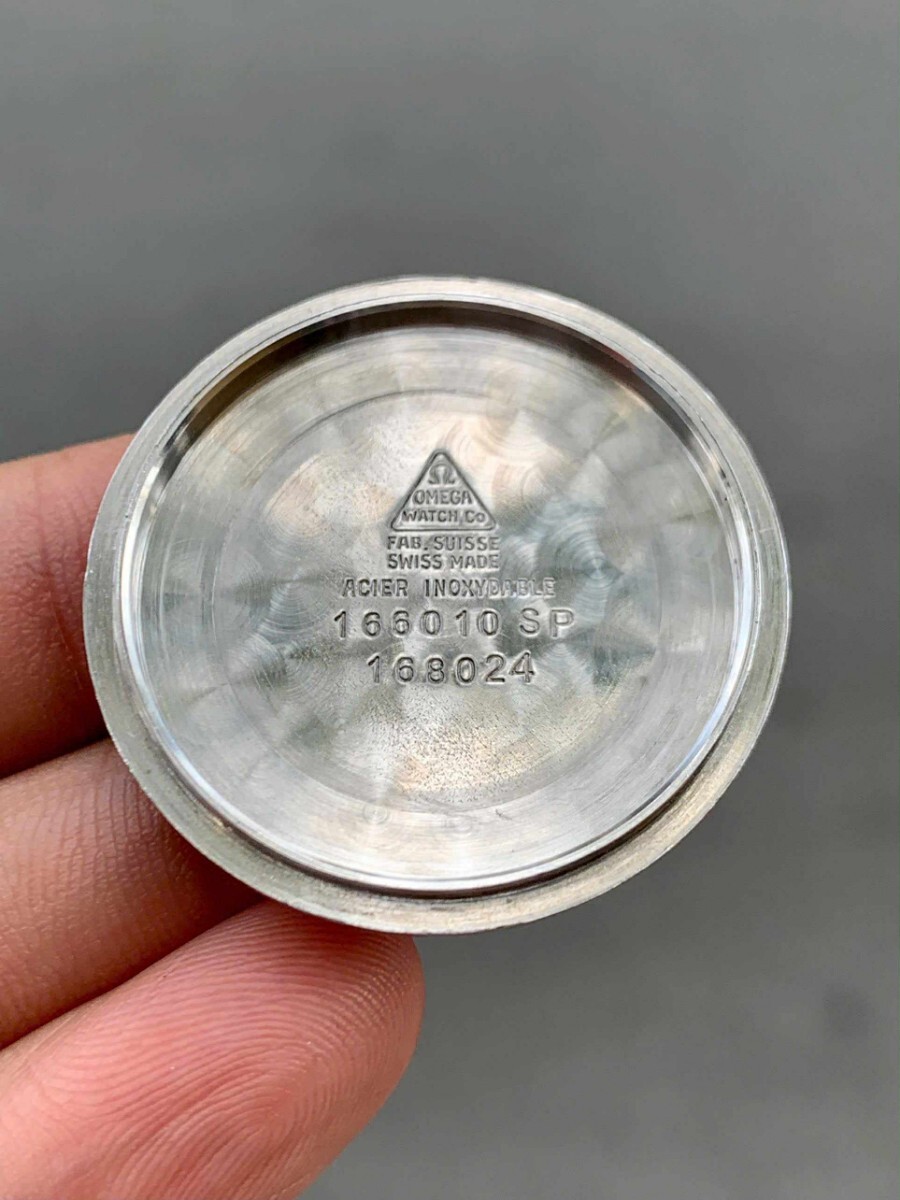 Ω
OMEGA
WATCH Co
FAB. SUISSE
SWISS MADE
ACIER INOXYDABLE
166010 SP
168024